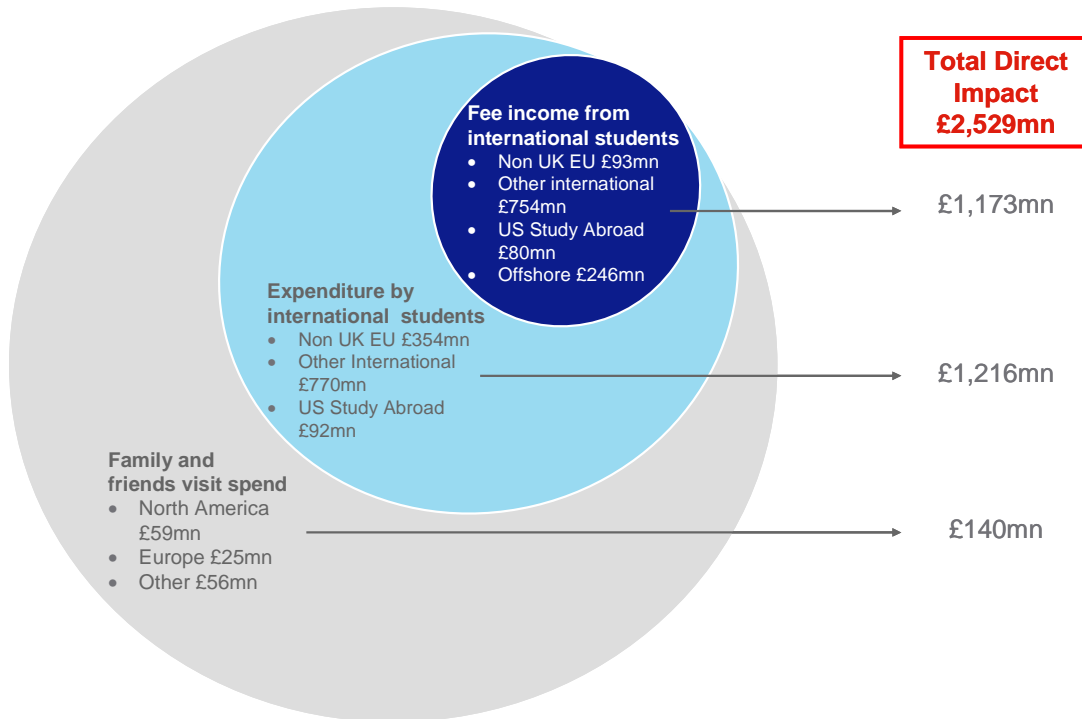 Total Direct
Impact
£2,529mn
Fee income from
international students
• Non UK EU £93mn
• Other international
£754mn
• US Study Abroad
£80mn
• Offshore £246mn
£1,173mn
Expenditure by
international students
• Non UK EU £354mn
• Other International
£770mn
• US Study Abroad
£92mn
£1,216mn
Family and
friends visit spend
• North America
£59mn
• Europe £25mn
• Other £56mn
£140mn